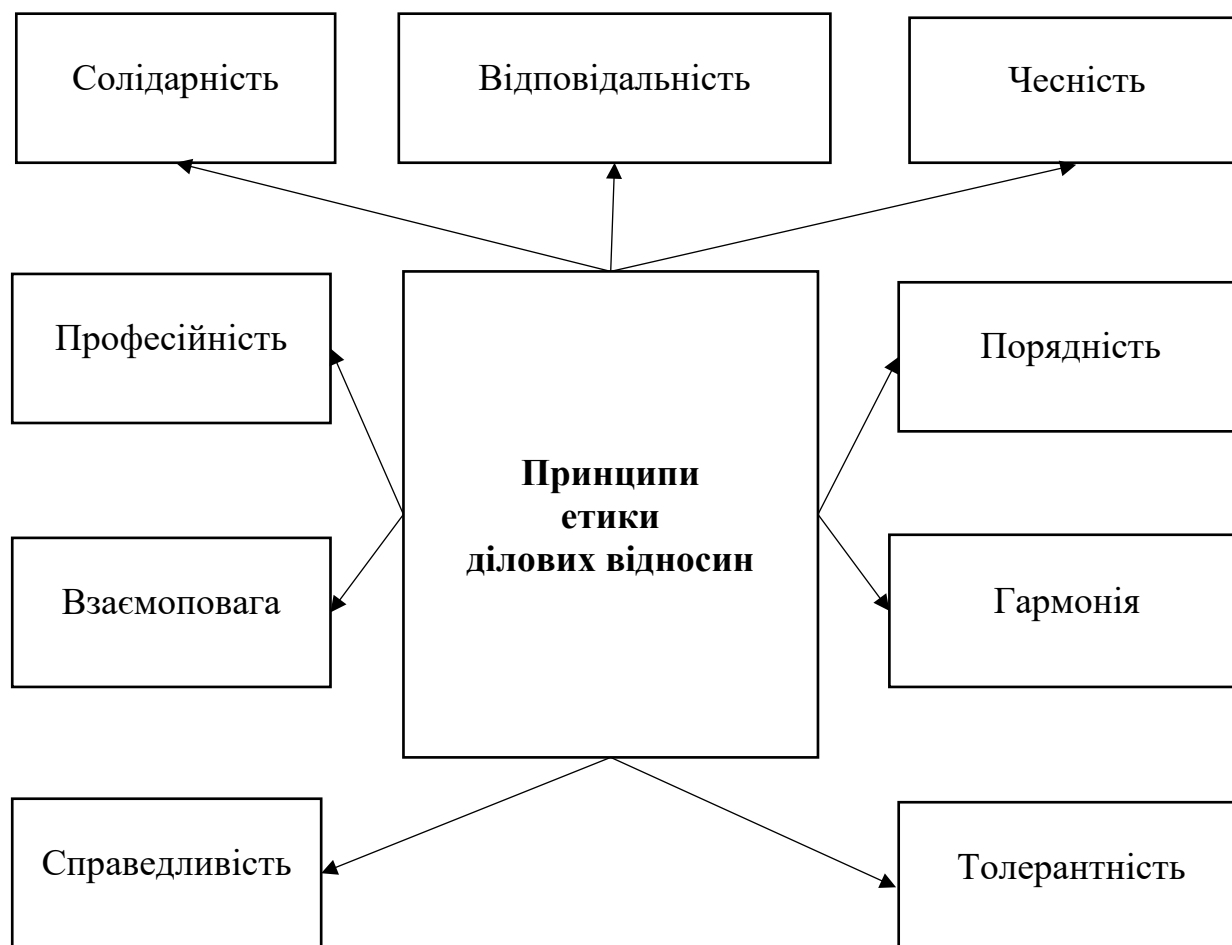 Солідарність
Відповідальність
Чесність
Професійність
Порядність
Принципи
етики
ділових відносин
Взаємоповага
Гармонія
Справедливість
Толерантність